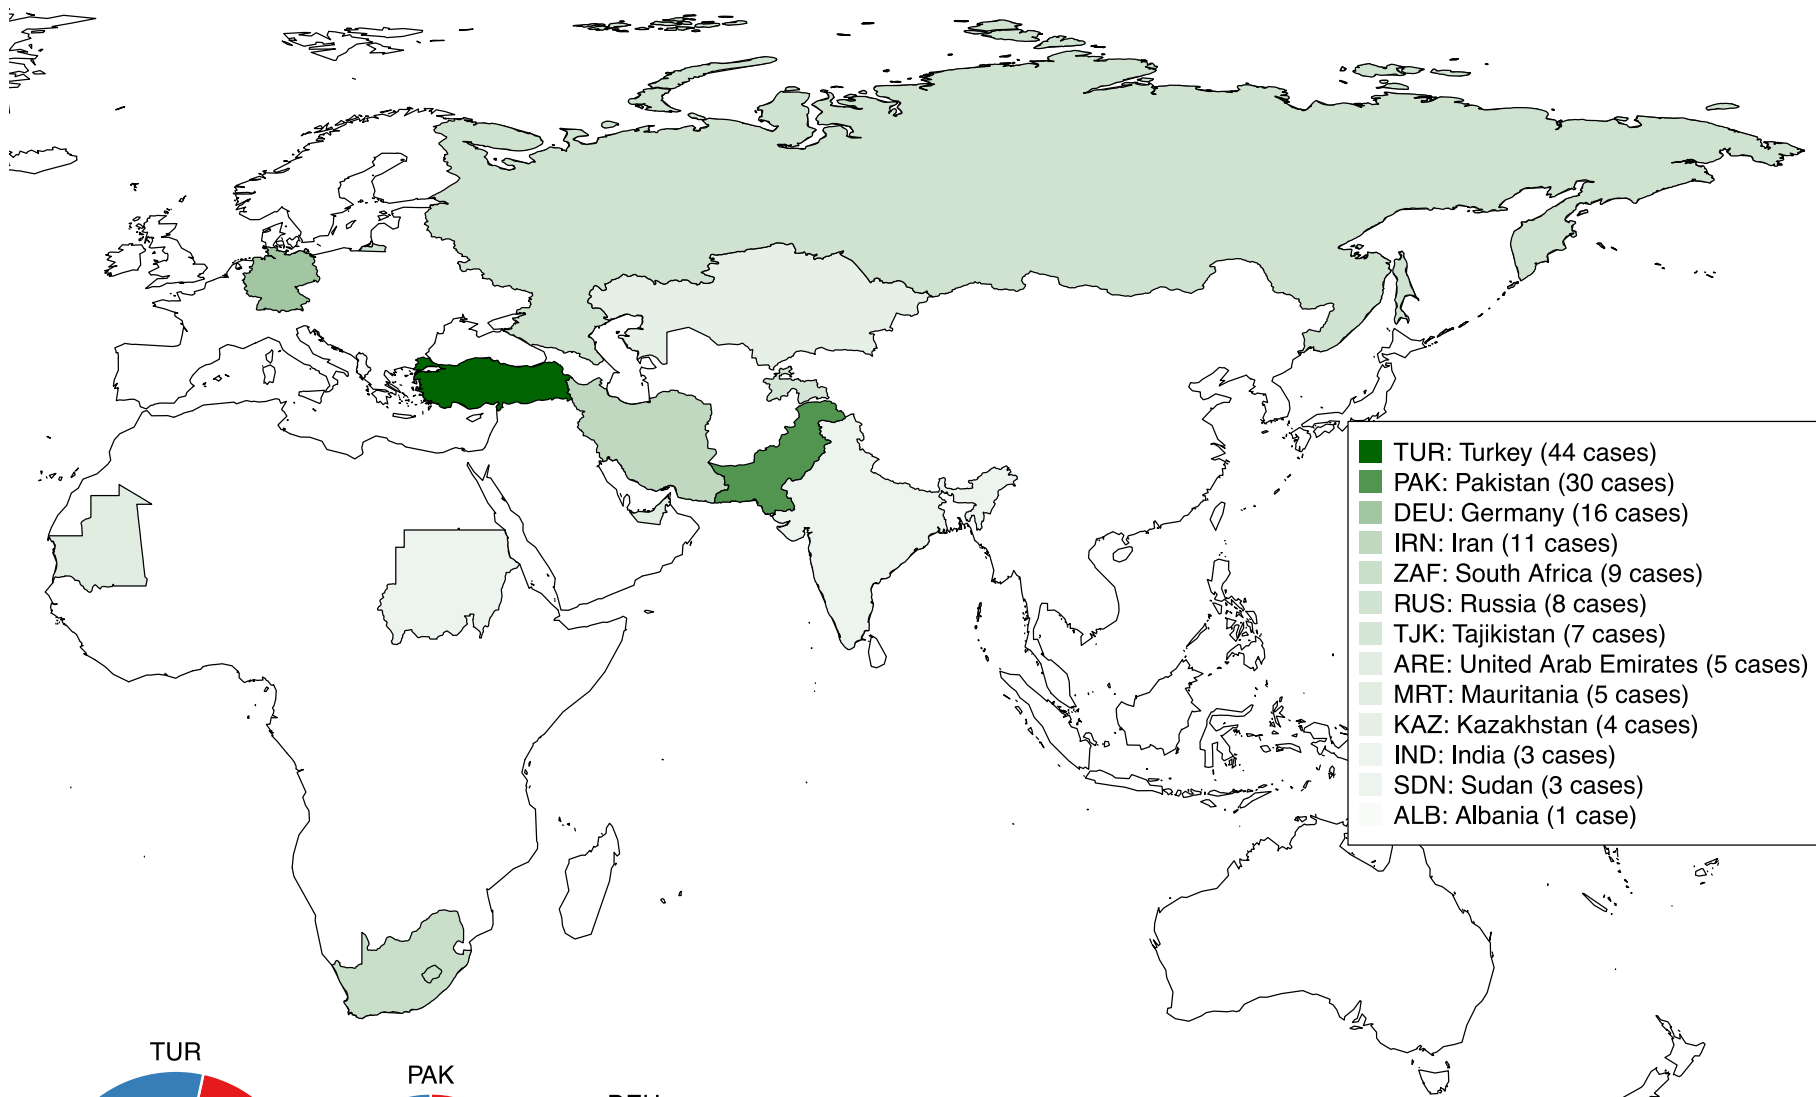 TUR: Turkey (44 cases)
PAK: Pakistan (30 cases)
DEU: Germany (16 cases)
IRN: Iran (11 cases)
ZAF: South Africa (9 cases)
RUS: Russia (8 cases)
TJK: Tajikistan (7 cases)
ARE: United Arab Emirates (5 cases)
MRT: Mauritania (5 cases)
KAZ: Kazakhstan (4 cases)
IND: India (3 cases)
SDN: Sudan (3 cases)
ALB: Albania (1 case)
TUR
PAK
DEU